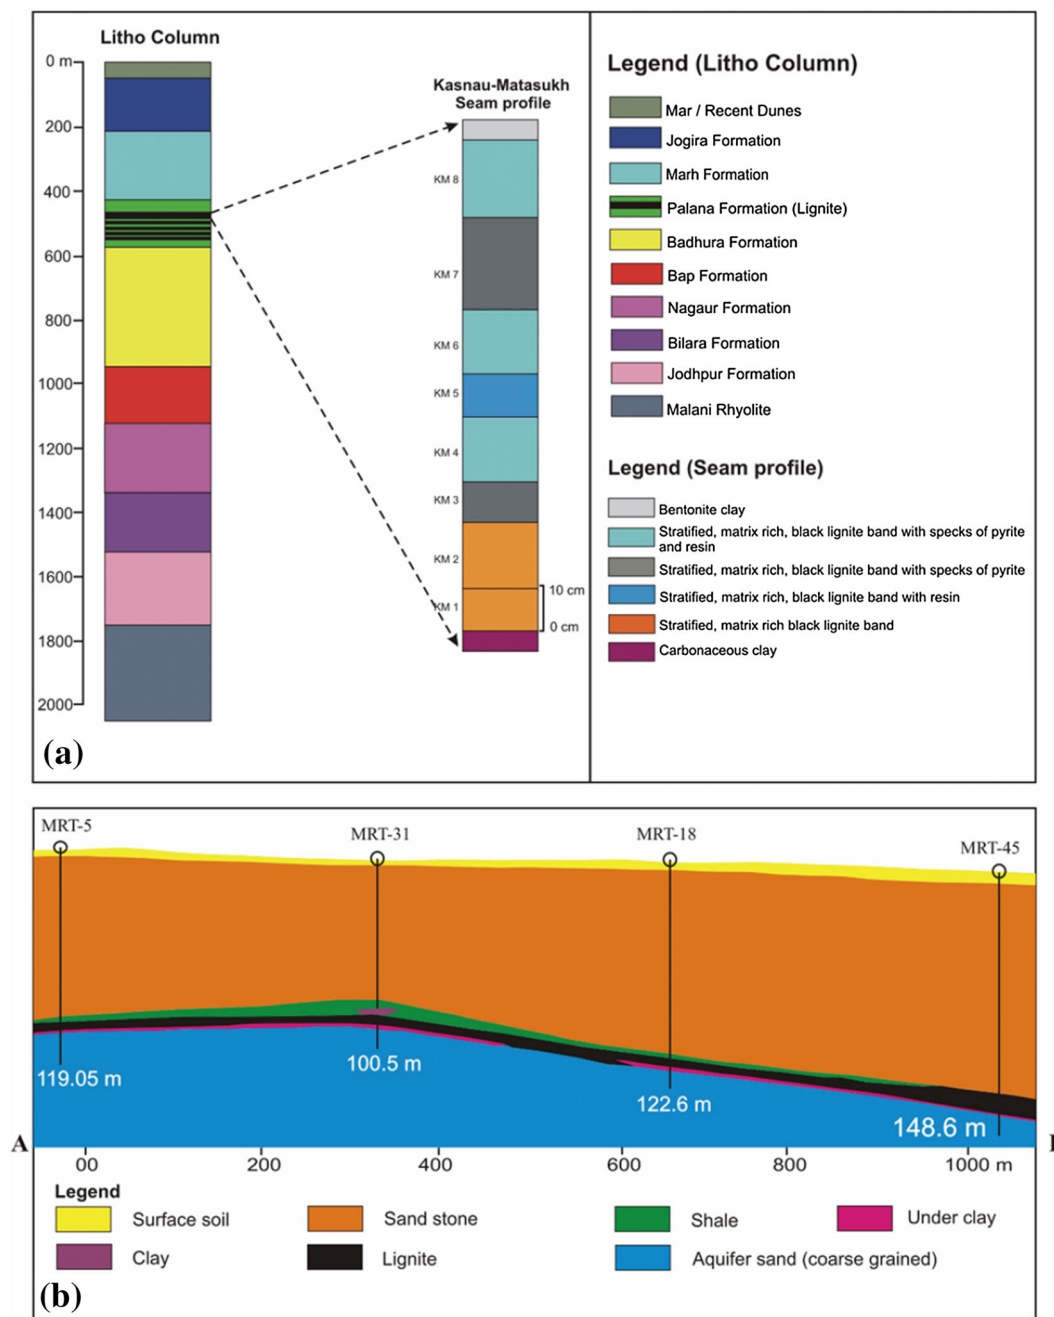 Litho Column
0 m
200
400
600
800
1000
1200
1400
1600
1800
2000
(a)
Kasnau-Matasukh
Seam profile
KM 8
KM 7
KM 6
KM 5
KM 4
KM 3
KM 2
KM 1
10 cm
0 cm
Legend (Litho Column)
Mar / Recent Dunes
Jogira Formation
Marh Formation
Palana Formation (Lignite)
Badhura Formation
Bap Formation
Nagaur Formation
Bilara Formation
Jodhpur Formation
Malani Rhyolite
Legend (Seam profile)
Bentonite clay
Stratified, matrix rich, black lignite band with specks of pyrite
and resin
Stratified, matrix rich, black lignite band with specks of pyrite
Stratified, matrix rich, black lignite band with resin
Stratified, matrix rich black lignite band
Carbonaceous clay
MRT-5
MRT-31
MRT-18
MRT-45
119.05 m
100.5 m
122.6 m
148.6 m
A
00 200 400 600 800 1000 m
Legend
Surface soil
Sand stone
Shale
Under clay
Clay
Lignite
Aquifer sand (coarse grained)
(b)